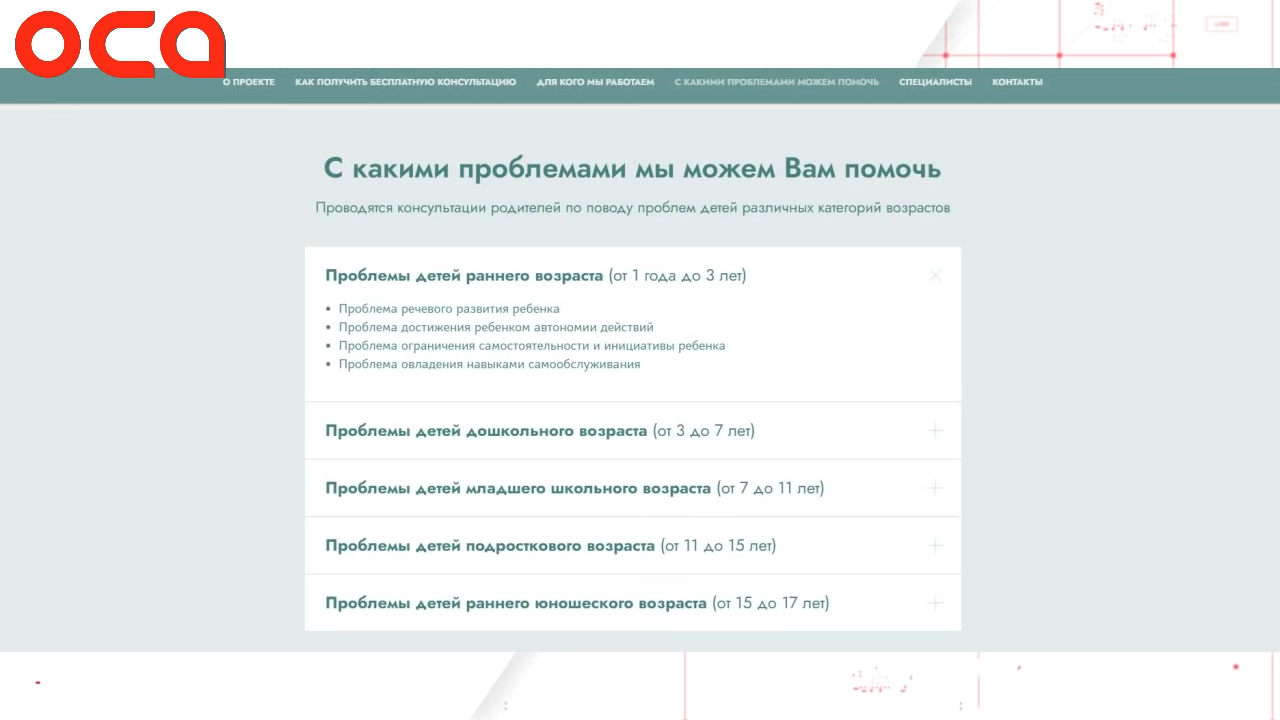 оса
О ПРОЕКТЕ КАК ПОЛУЧИТЬ БЕСПЛАТНУЮ КОНСУЛЬТАЦИЮ ДЛЯ КОГО МЫ РАБОТАЕМ С КАКИМИ ПРОБЛЕМАМИ МОЖЕМ ПОМОЧЬ СПЕЦИАЛИСТЫ КОНТАКТЫ
С какими проблемами мы можем Вам помочь
Проводятся консультации родителей по поводу проблем детей различных категорий возрастов
Проблемы детей раннего возраста (от 1 года до 3 лет)
• Проблема речевого развития ребенка
• Проблема достижения ребенком автономии действий
• Проблема ограничения самостоятельности и инициативы ребенка
• Проблема овладения навыками самообслуживания
Проблемы детей дошкольного возраста (от 3 до 7 лет)
Проблемы детей младшего школьного возраста (от 7 до 11 лет)
Проблемы детей подросткового возраста (от 11 до 15 лет)
Проблемы детей раннего юношеского возраста (от 15 до 17 лет)